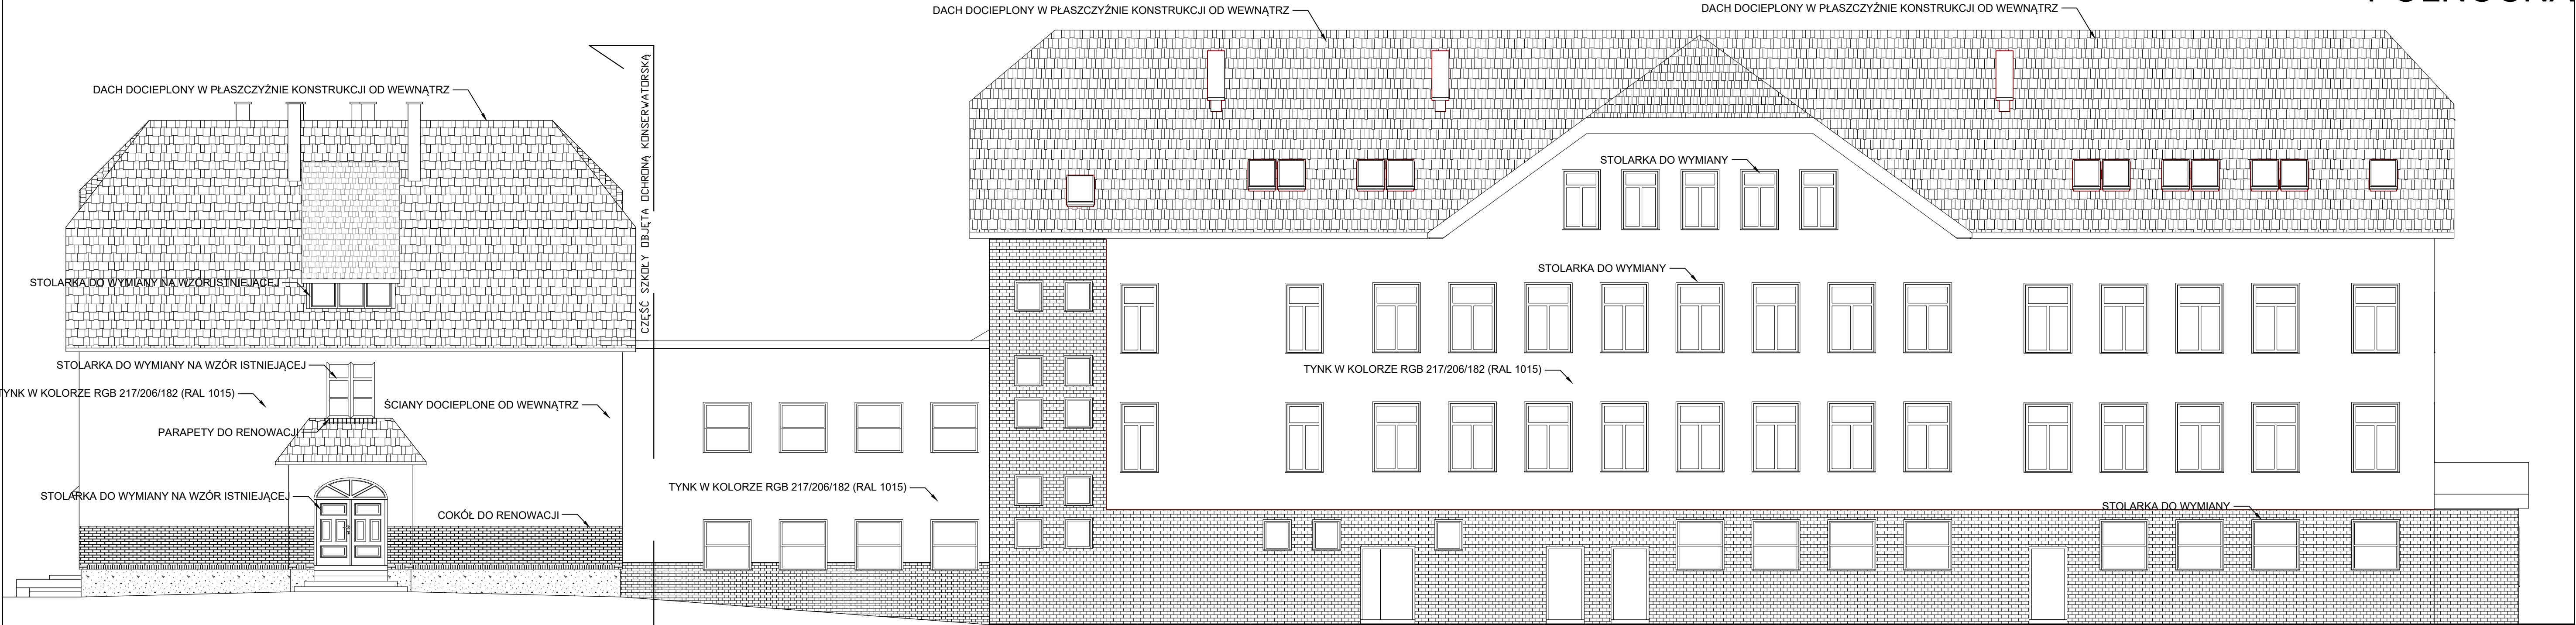 DACH DOCIEPLONY W PŁASZCZYŹNIE KONSTRUKCJI OD WEWNĄTRZ
DACH DOCIEPLONY W PŁASZCZYŹNIE KONSTRUKCJI OD WEWNĄTRZ
DACH DOCIEPLONY W PŁASZCZYŹNIE KONSTRUKCJI OD WEWNĄTRZ
CZĘŚĆ SZKOŁY OBJĘTA OCHRONĄ KONSERWATORSKĄ
STOLARKA DO WYMIANY
STOLARKA DO WYMIANY
STOLARKA DO WYMIANY NA WZÓR ISTNIEJĄCEJ
STOLARKA DO WYMIANY NA WZÓR ISTNIEJĄCEJ
TYNK W KOLORZE RGB 217/206/182 (RAL 1015)
TYNK W KOLORZE RGB 217/206/182 (RAL 1015)
ŚCIANY DOCIEPLONE OD WEWNĄTRZ
PARAPETY DO RENOWACJI
TYNK W KOLORZE RGB 217/206/182 (RAL 1015)
STOLARKA DO WYMIANY NA WZÓR ISTNIEJĄCEJ
STOLARKA DO WYMIANY
COKÓŁ DO RENOWACJI